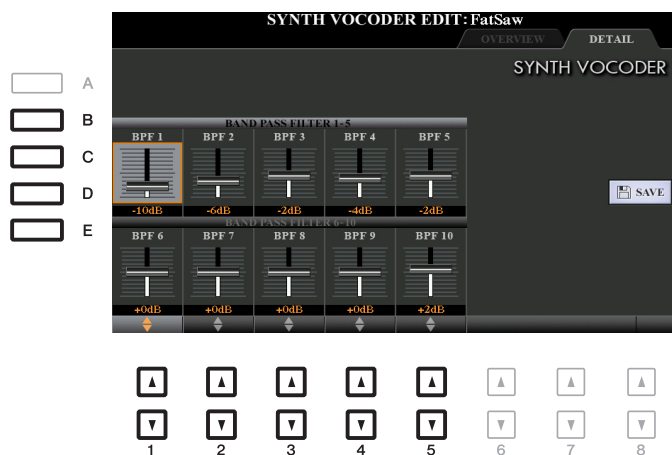 SYNTH VOCODER EDIT: FatSaw
OVERVIEW DETAIL
SYNTH VOCODER
A
B
C
D
E
BAND PASS FILTER 1-5
BPF 1 BPF 2 BPF 3 BPF 4 BPF 5
-10dB -6dB -2dB -4dB -2dB
SAVE
BAND PASS FILTER 6-10
BPF 6 BPF 7 BPF 8 BPF 9 BPF 10
+0dB +0dB +0dB +0dB +2dB
1 2 3 4 5 6 7 8